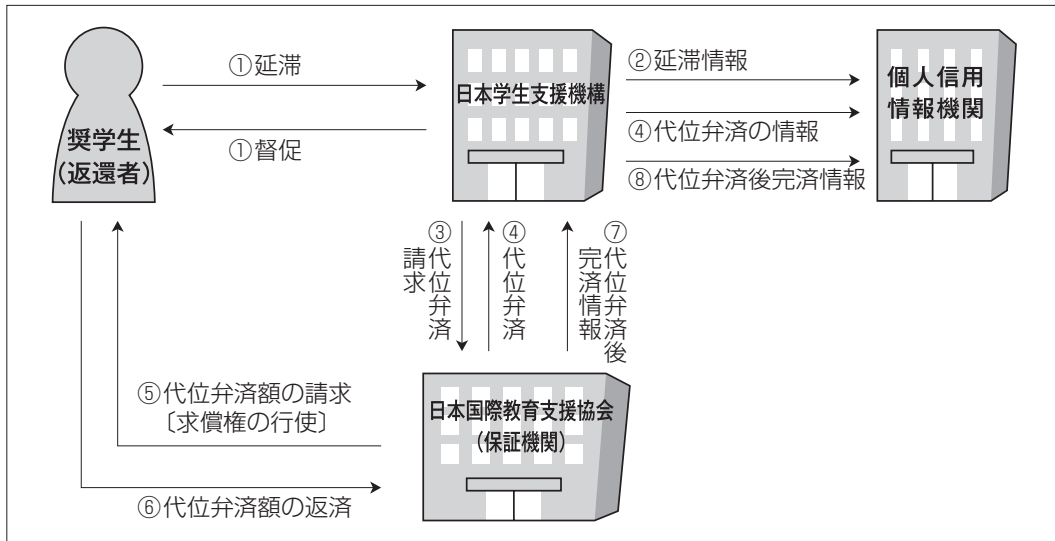 ①延滞
①督促
奨学生
(返還者)
日本学生支援機構
②延滞情報
④代位弁済の情報
⑧代位弁済後完済情報
個人信用
情報機関
③代位弁済
請求
④代位弁済
⑦代位弁済後
完済情報
⑤代位弁済額の請求
〔求償権の行使〕
⑥代位弁済額の返済
日本国際教育支援協会
(保証機関)